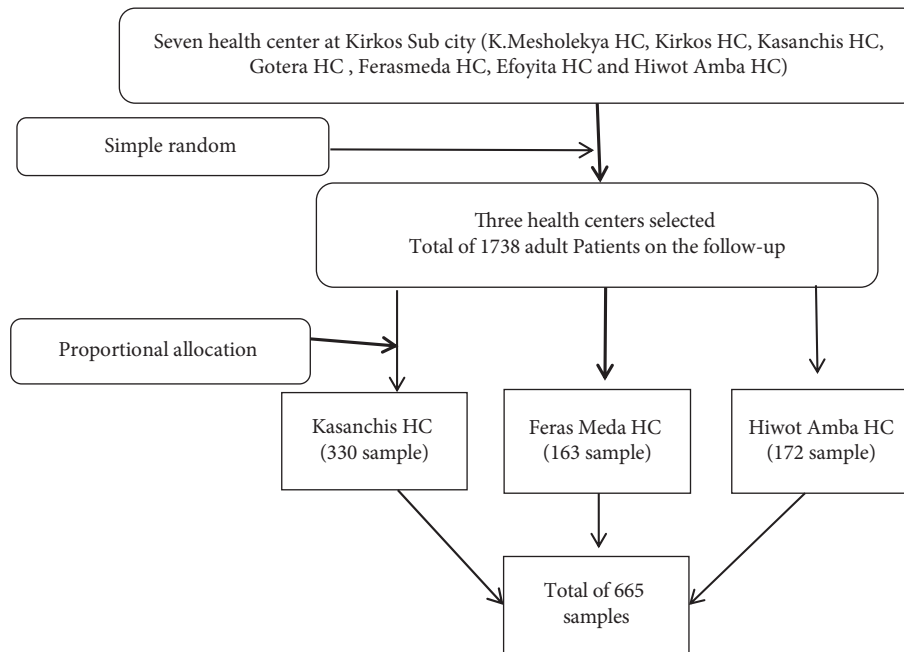 Seven health center at Kirkos Sub city (K.Mesholekya HC, Kirkos HC, Kasanchis HC,
Gotera HC , Ferasmeda HC, Efoyita HC and Hiwot Amba HC)
Simple random
Three health centers selected
Total of 1738 adult Patients on the follow-up
Proportional allocation
Kasanchis HC
(330 sample)
Feras Meda HC
(163 sample)
Hiwot Amba HC
(172 sample)
Total of 665
samples